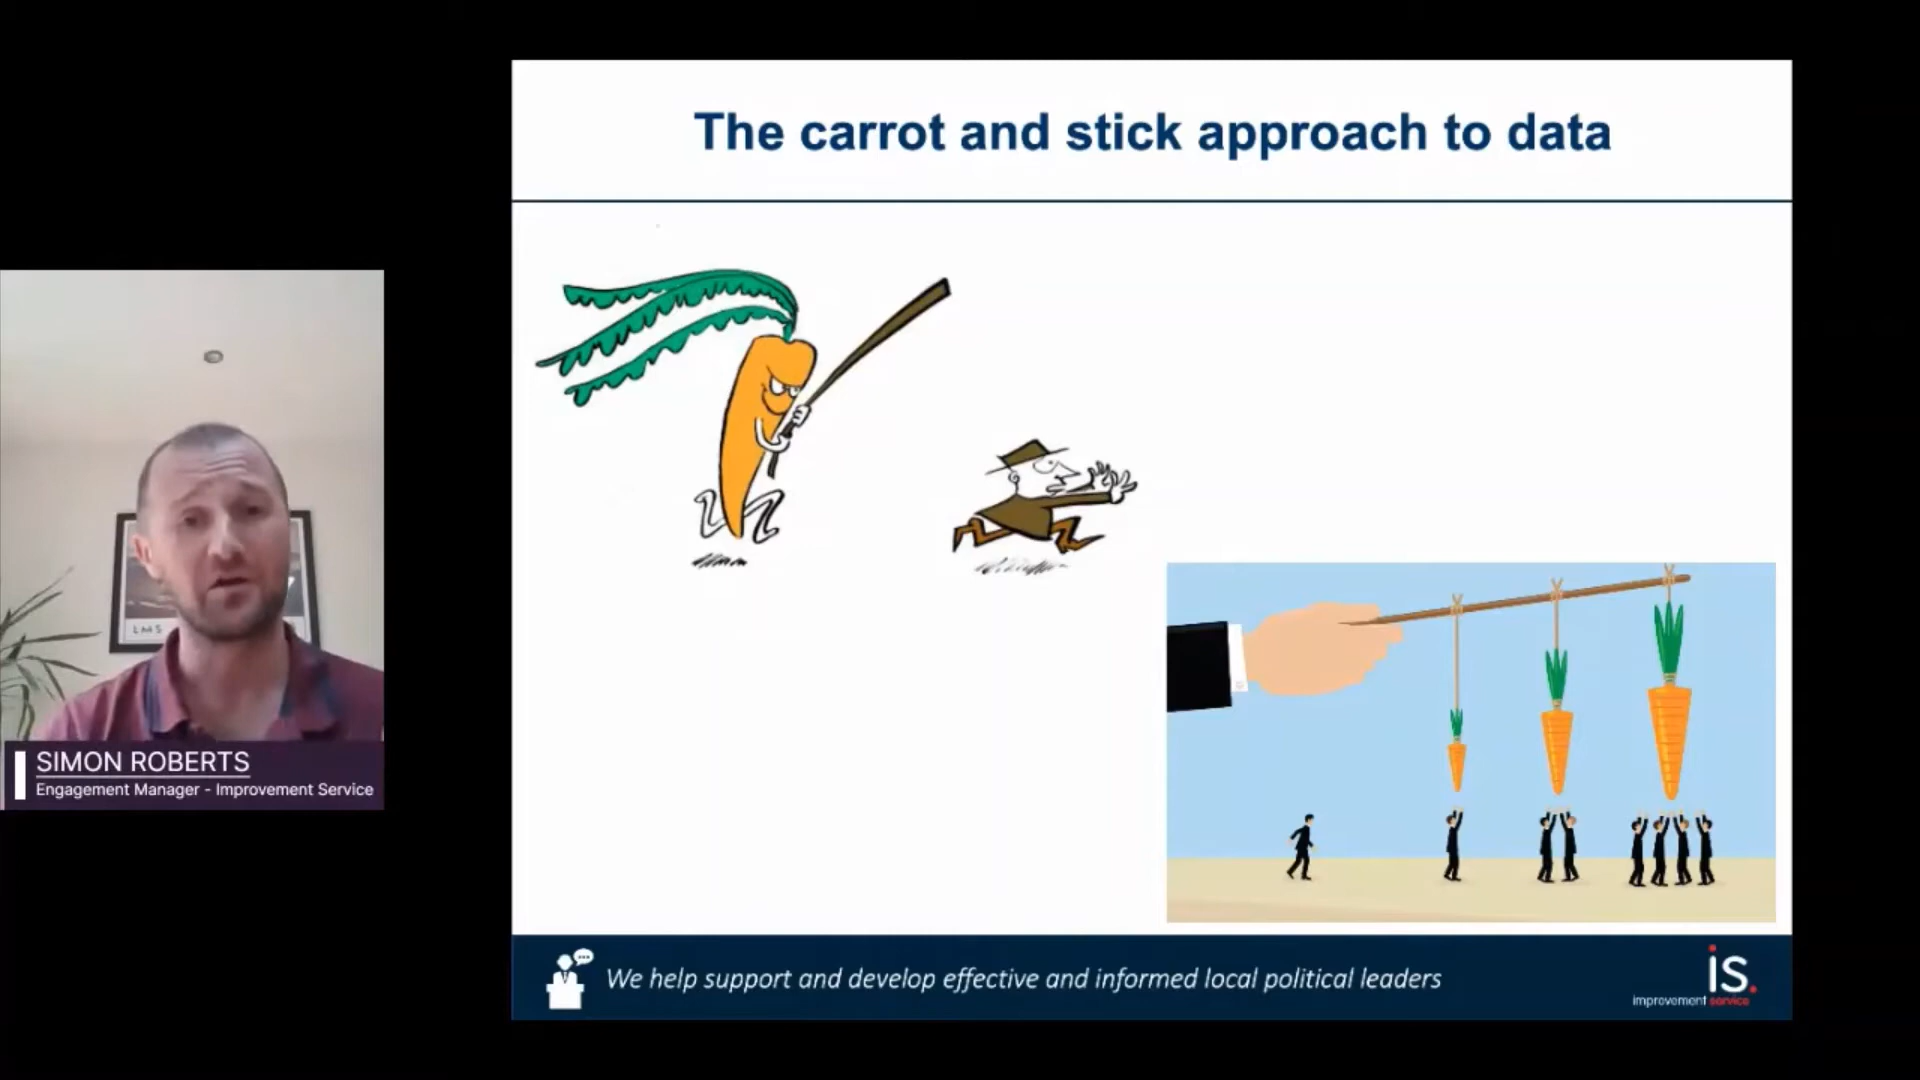 The carrot and stick approach to data
LMS
SIMON ROBERTS
Engagement Manager - Improvement Service
We help support and develop effective and informed local political leaders
is.
improvement service